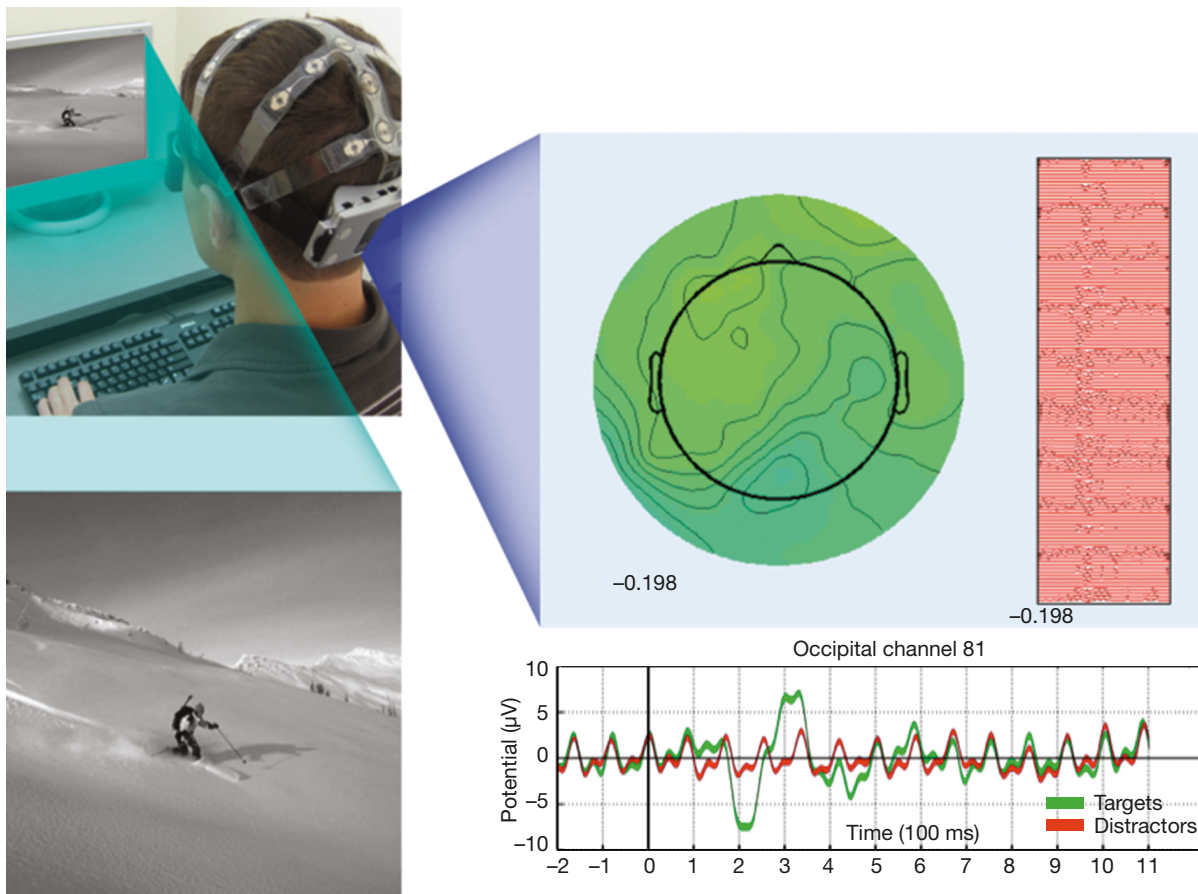 –0.198
–0.198
Occipital channel 81
Potential (µV)
10
5
0
–5
–10
Targets
Distractors
Time (100 ms)
–2 –1 0 1 2 3 4 5 6 7 8 9 10 11